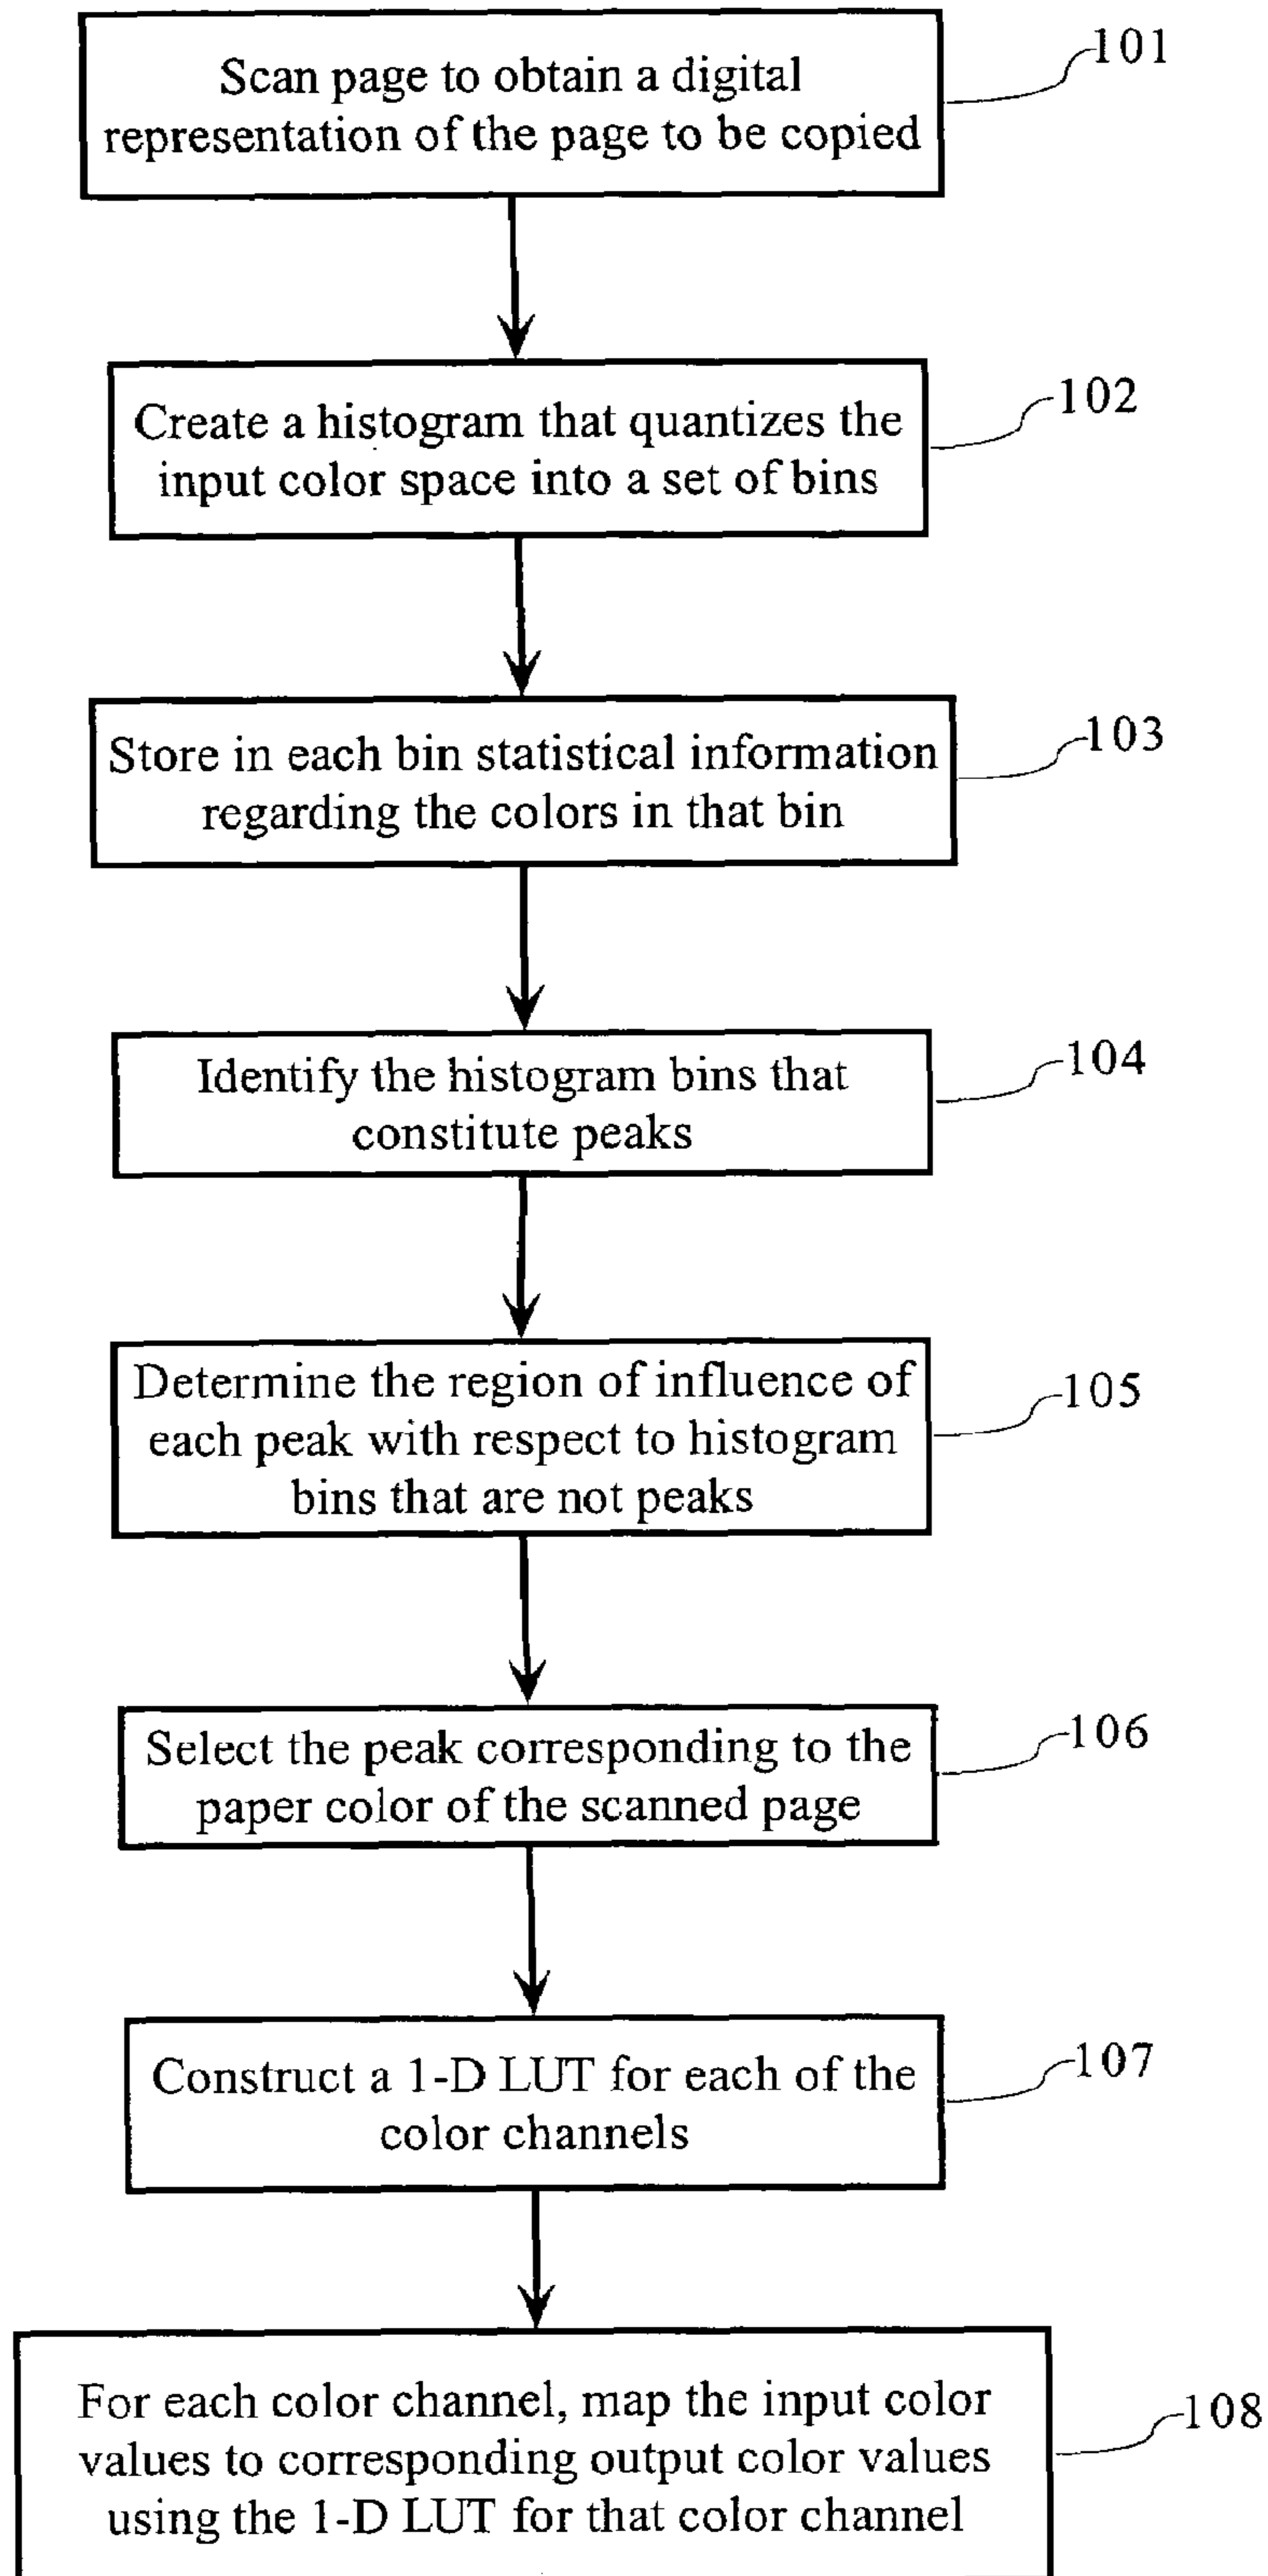 Scan page to obtain a digital
representation of the page to be copied
101
Create a histogram that quantizes the
input color space into a set of bins
102
Store in each bin statistical information
regarding the colors in that bin
103
Identify the histogram bins that
constitute peaks
104
Determine the region of influence of
each peak with respect to histogram
bins that are not peaks
105
Select the peak corresponding to the
paper color of the scanned page
106
Construct a 1-D LUT for each of the
color channels
107
For each color channel, map the input color
values to corresponding output color values
using the 1-D LUT for that color channel
108